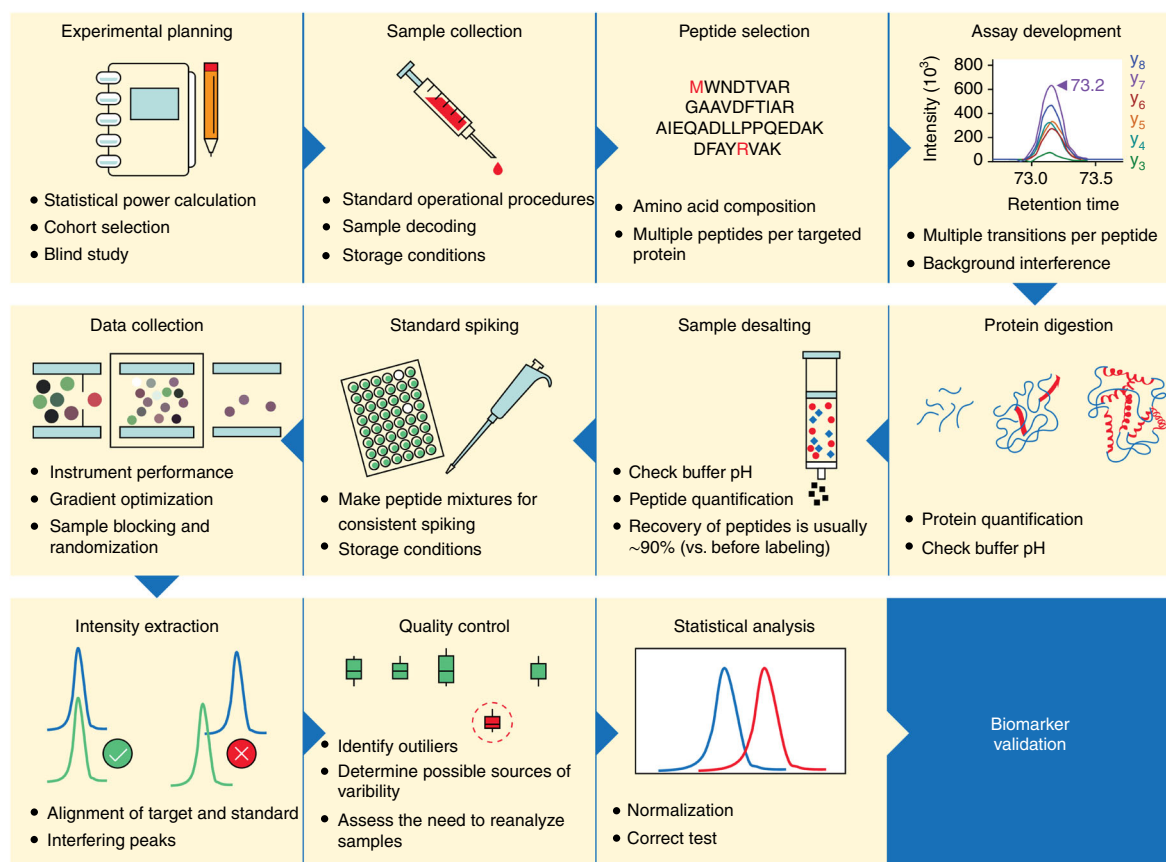 Experimental planning
Statistical power calculation
Cohort selection
Blind study
Sample collection
Standard operational procedures
Sample decoding
Storage conditions
Peptide selection
MWNDTVAR
GAAVDFTIAR
AIEQADLLPPQEDAK
DFAYRVAK
Amino acid composition
Multiple peptides per targeted
protein
Assay development
Intensity (10³)
800
600
400
200
0
73.2
y₈
y₇
y₆
y₅
y₄
y₃
73.0 73.5
Retention time
Multiple transitions per peptide
Background interference
Data collection
Instrument performance
Gradient optimization
Sample blocking and
randomization
Standard spiking
Make peptide mixtures for
consistent spiking
Storage conditions
Sample desalting
Check buffer pH
Peptide quantification
Recovery of peptides is usually
~90% (vs. before labeling)
Protein digestion
Protein quantification
Check buffer pH
Intensity extraction
Alignment of target and standard
Interfering peaks
Quality control
Identify outiliers
Determine possible sources of
varibility
Assess the need to reanalyze
samples
Statistical analysis
Normalization
Correct test
Biomarker
validation